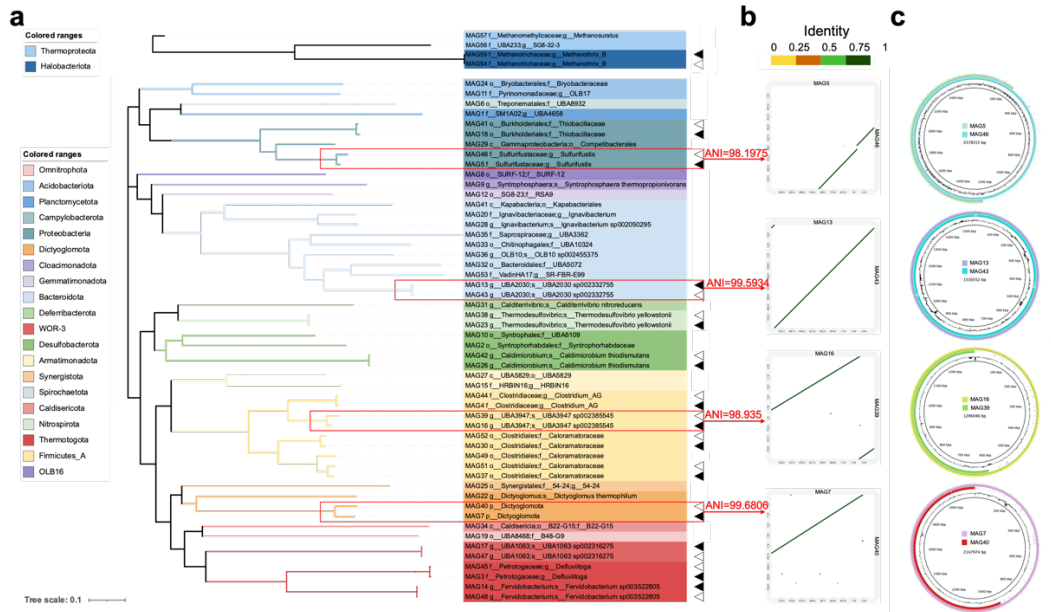 a
b
c
Colored ranges
Thermoproteota
Halobacteriota
Colored ranges
Omnitrophota
Acidobacteriota
Planctomycetota
Campylobacterota
Proteobacteria
Dictyoglomota
Cloacimonadota
Gemmatimonadota
Bacteroidota
Deferribacterota
WOR-3
Desulfobacterota
Armatimonadota
Synergistota
Spirochaetota
Caldisericota
Nitrospirota
Thermotogota
Firmicutes_A
OLB16
Tree scale: 0.1
MAG57 f__Methanomethylicaceae;g__Methanosuratus
MAG56 f__UBA233;g__SG8-32-3
MAG55 f__Methanotrichaceae;g__Methanothrix_B
MAG54 f__Methanotrichaceae;g__Methanothrix_B
MAG24 o__Bryobacterales;f__Bryobacteraceae
MAG11 f__Pyrinomonadaceae;g__OLB17
MAG6 o__Treponematales;f__UBA8932
MAG1 f__SM1A02;g__UBA4658
MAG41 o__Burkholderiales;f__Thiobacillaceae
MAG18 o__Burkholderiales;f__Thiobacillaceae
MAG29 c__Gammaproteobacteria;o__Competibacterales
MAG46 f__Sulfurifustaceae;g__Sulfurifustis
MAG5 f__Sulfurifustaceae;g__Sulfurifustis
MAG8 o__SURF-12;f__SURF-12
MAG9 g__Syntrophosphaera;s__Syntrophosphaera thermopropionivorans
MAG12 o__SG8-23;f__RSA9
MAG41 c__Kapabacteria;o__Kapabacteriales
MAG20 f__Ignavibacteriaceae;g__Ignavibacterium
MAG28 g__Ignavibacterium;s__Ignavibacterium sp002050295
MAG35 f__Saprospiraceae;g__UBA3362
MAG33 o__Chitinophagales;f__UBA10324
MAG36 g__OLB10;s__OLB10 sp002455375
MAG32 o__Bacteroidales;f__UBA5072
MAG53 f__VadinHA17;g__SR-FBR-E99
MAG13 g__UBA2030;s__UBA2030 sp002332755
MAG43 g__UBA2030;s__UBA2030 sp002332755
MAG31 g__Calditerrivibrio;s__Calditerrivibrio nitroreducens
MAG38 g__Thermodesulfovibrio;s__Thermodesulfovibrio yellowstonii
MAG23 g__Thermodesulfovibrio;s__Thermodesulfovibrio yellowstonii
MAG10 o__Syntrophales;f__UBA6109
MAG2 o__Syntrophorhabdales;f__Syntrophorhabdaceae
MAG42 g__Caldimicrobium;s__Caldimicrobium thiodismutans
MAG26 g__Caldimicrobium;s__Caldimicrobium thiodismutans
MAG27 c__UBA5829;o__UBA5829
MAG15 f__HRBIN16;g__HRBIN16
MAG44 f__Clostridiaceae;g__Clostridium_AG
MAG4 f__Clostridiaceae;g__Clostridium_AG
MAG39 g__UBA3947;s__UBA3947 sp002385545
MAG16 g__UBA3947;s__UBA3947 sp002385545
MAG52 o__Clostridiales;f__Caloramatoraceae
MAG30 o__Clostridiales;f__Caloramatoraceae
MAG49 o__Clostridiales;f__Caloramatoraceae
MAG51 o__Clostridiales;f__Caloramatoraceae
MAG37 o__Clostridiales;f__Caloramatoraceae
MAG25 o__Synergistales;f__54-24;g__54-24
MAG22 g__Dictyoglomus;s__Dictyoglomus thermophilum
MAG40 p__Dictyoglomota
MAG7 p__Dictyoglomota
MAG34 c__Caldisericia;o__B22-G15;f__B22-G15
MAG19 o__UBA8468;f__B48-G9
MAG17 g__UBA1063;s__UBA1063 sp002316275
MAG47 g__UBA1063;s__UBA1063 sp002316275
MAG45 f__Petrotogaceae;g__Defluviitoga
MAG3 f__Petrotogaceae;g__Defluviitoga
MAG14 g__Fervidobacterium;s__Fervidobacterium sp003522805
MAG48 g__Fervidobacterium;s__Fervidobacterium sp003522805
ANI=98.1975
ANI=99.5934
ANI=98.935
ANI=99.6806
Identity
0 0.25 0.5 0.75 1
MAG5
MAG46
MAG13
MAG43
MAG16
MAG39
MAG7
MAG40
MAG5
MAG46
2578315 bp
MAG13
MAG43
MAG16
MAG39
MAG7
MAG40
2147974 bp